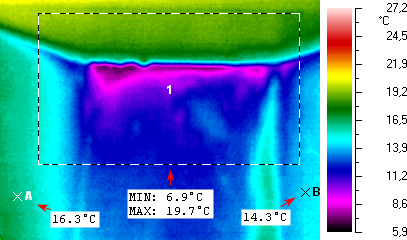 1
A
16.3°C
MIN: 6.9°C
MAX: 19.7°C
B
14.3°C
27,2
°C
24,5
21,9
19,2
16,5
13,9
11,2
8,6
5,9